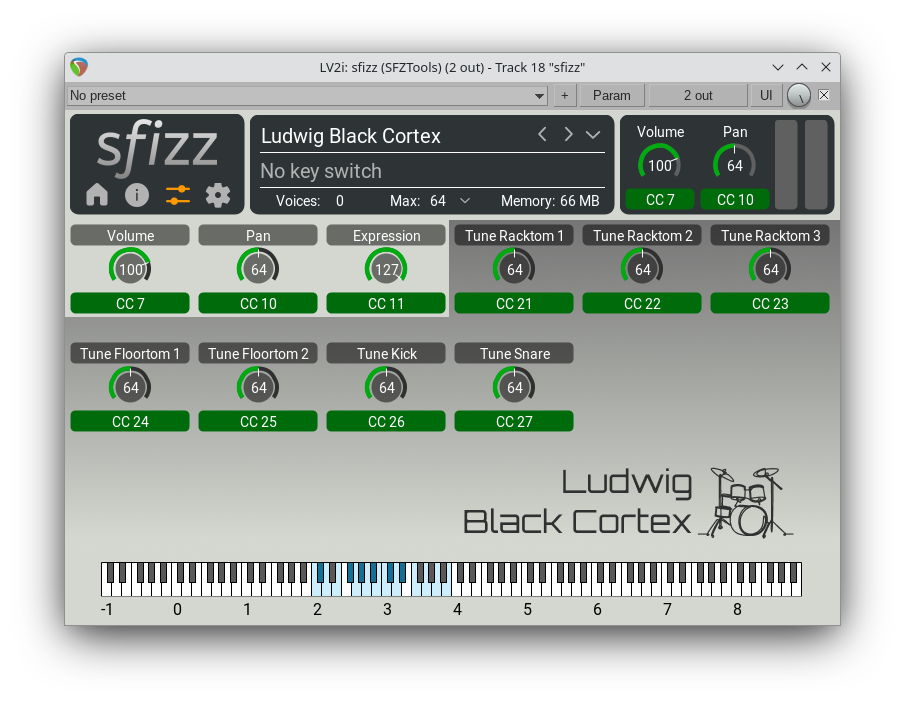 LV2i: sfizz (SFZTools) (2 out) - Track 18 "sfizz"
No preset + Param 2 out UI
sfizz
Ludwig Black Cortex
No key switch
Voices: 0 Max: 64 Memory: 66 MB
Volume Pan
100 64
CC 7 CC 10
Volume Pan Expression Tune Racktom 1 Tune Racktom 2 Tune Racktom 3
100 64 127 64 64 64
CC 7 CC 10 CC 11 CC 21 CC 22 CC 23
Tune Floortom 1 Tune Floortom 2 Tune Kick Tune Snare
64 64 64 64
CC 24 CC 25 CC 26 CC 27
Ludwig
Black Cortex
-1 0 1 2 3 4 5 6 7 8